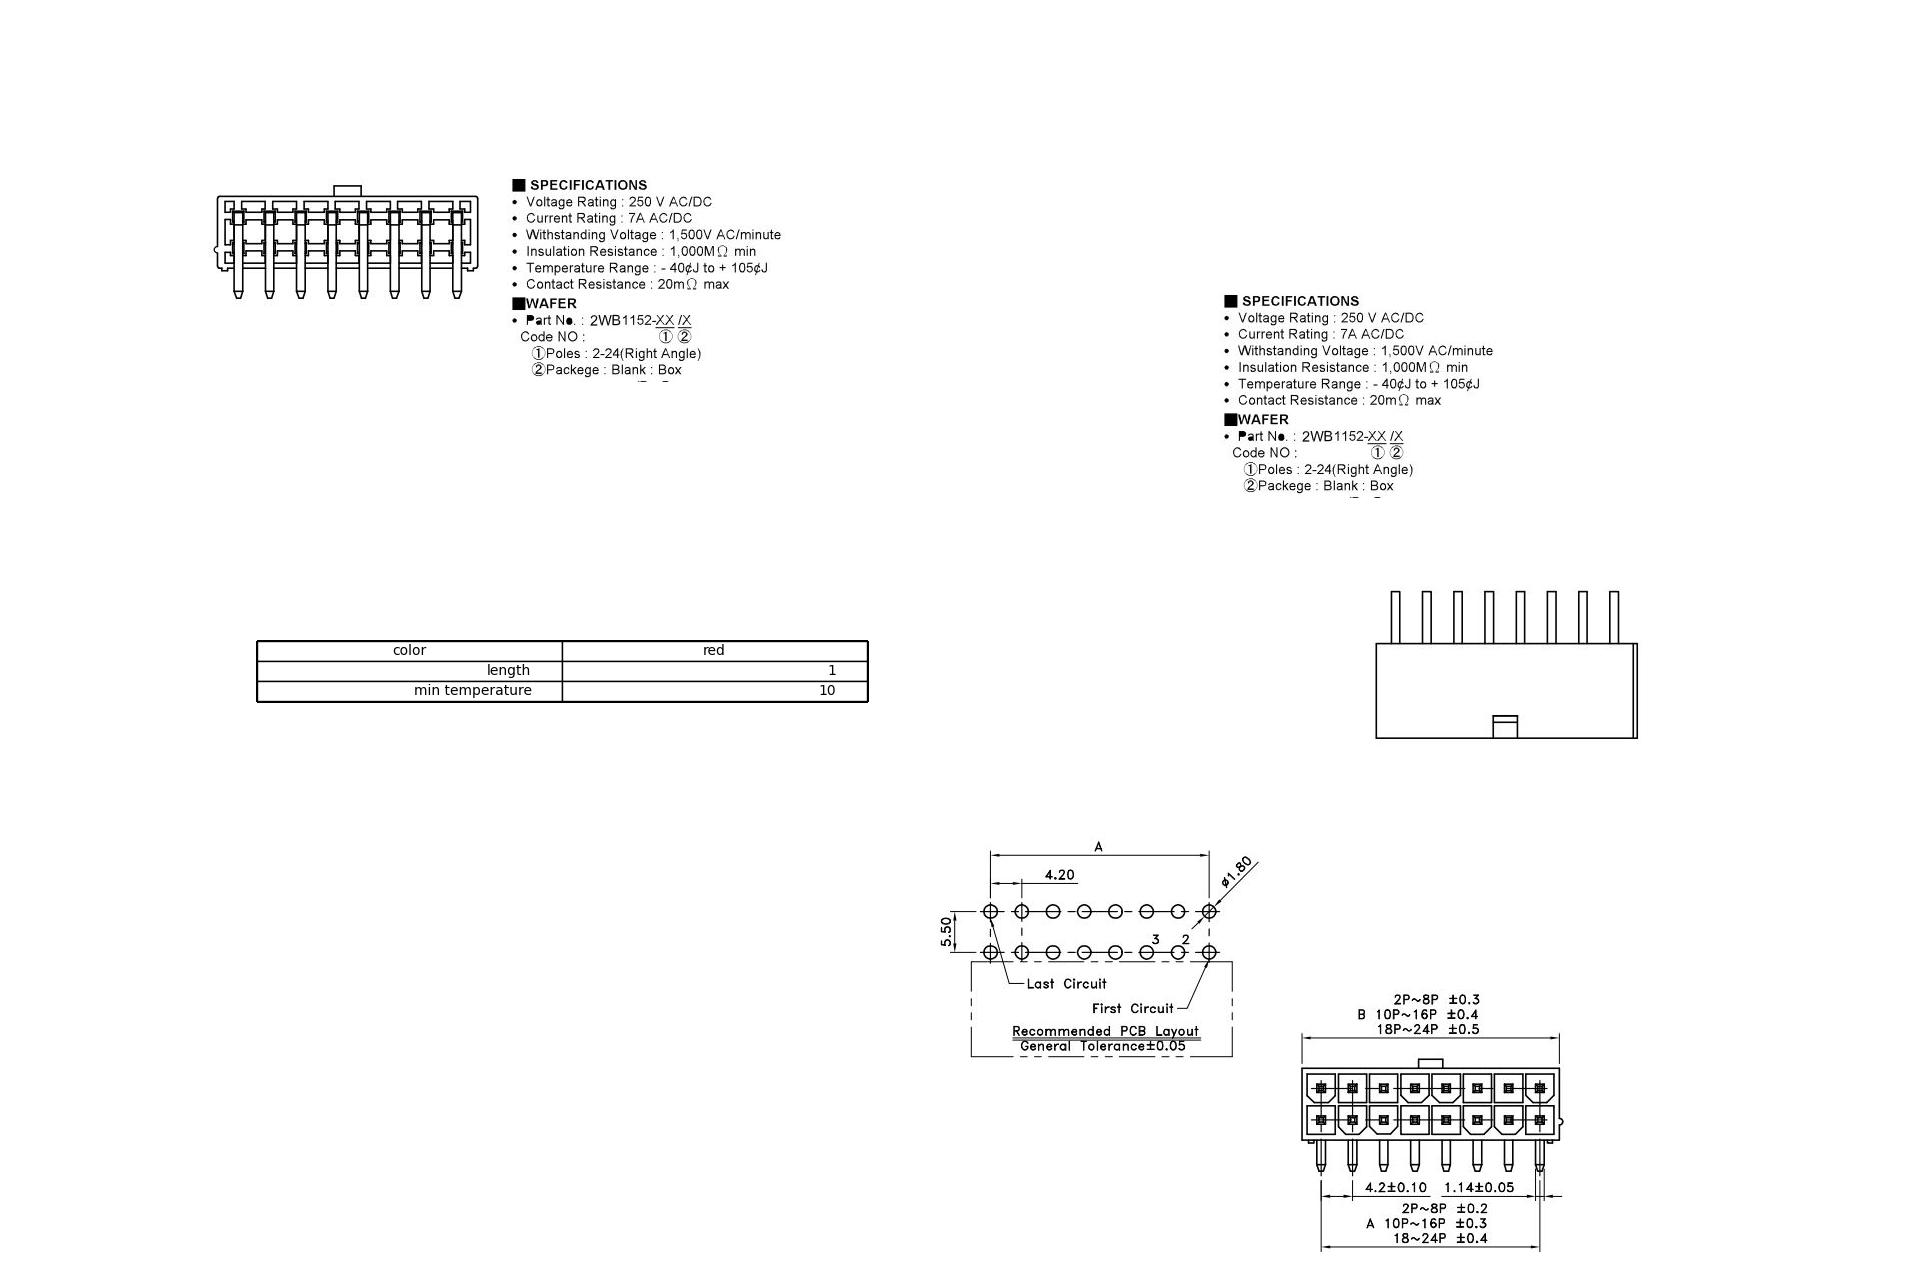 ■ SPECIFICATIONS
• Voltage Rating : 250 V AC/DC
• Current Rating : 7A AC/DC
• Withstanding Voltage : 1,500V AC/minute
• Insulation Resistance : 1,000MΩ min
• Temperature Range : - 40¢J to + 105¢J
• Contact Resistance : 20mΩ max
■WAFER
• Part No. : 2WB1152-XX /X
Code NO : ① ②
①Poles : 2-24(Right Angle)
②Packege : Blank : Box
■ SPECIFICATIONS
• Voltage Rating : 250 V AC/DC
• Current Rating : 7A AC/DC
• Withstanding Voltage : 1,500V AC/minute
• Insulation Resistance : 1,000MΩ min
• Temperature Range : - 40¢J to + 105¢J
• Contact Resistance : 20mΩ max
■WAFER
• Part No. : 2WB1152-XX /X
Code NO : ① ②
①Poles : 2-24(Right Angle)
②Packege : Blank : Box
color red
length 1
min temperature 10
A
4.20
ø1.80
5.50
3 2
Last Circuit
First Circuit
Recommended PCB Layout
General Tolerance±0.05
2P~8P ±0.3
B 10P~16P ±0.4
18P~24P ±0.5
4.2±0.10 1.14±0.05
2P~8P ±0.2
A 10P~16P ±0.3
18~24P ±0.4